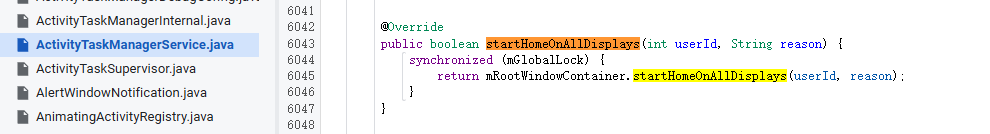 ActivityTaskManagerInternal.java
ActivityTaskManagerService.java
ActivityTaskSupervisor.java
AlertWindowNotification.java
AnimatingActivityRegistry.java
6041
6042 @Override
6043 public boolean startHomeOnAllDisplays(int userId, String reason) {
6044 synchronized (mGlobalLock) {
6045 return mRootWindowContainer.startHomeOnAllDisplays(userId, reason);
6046 }
6047 }
6048